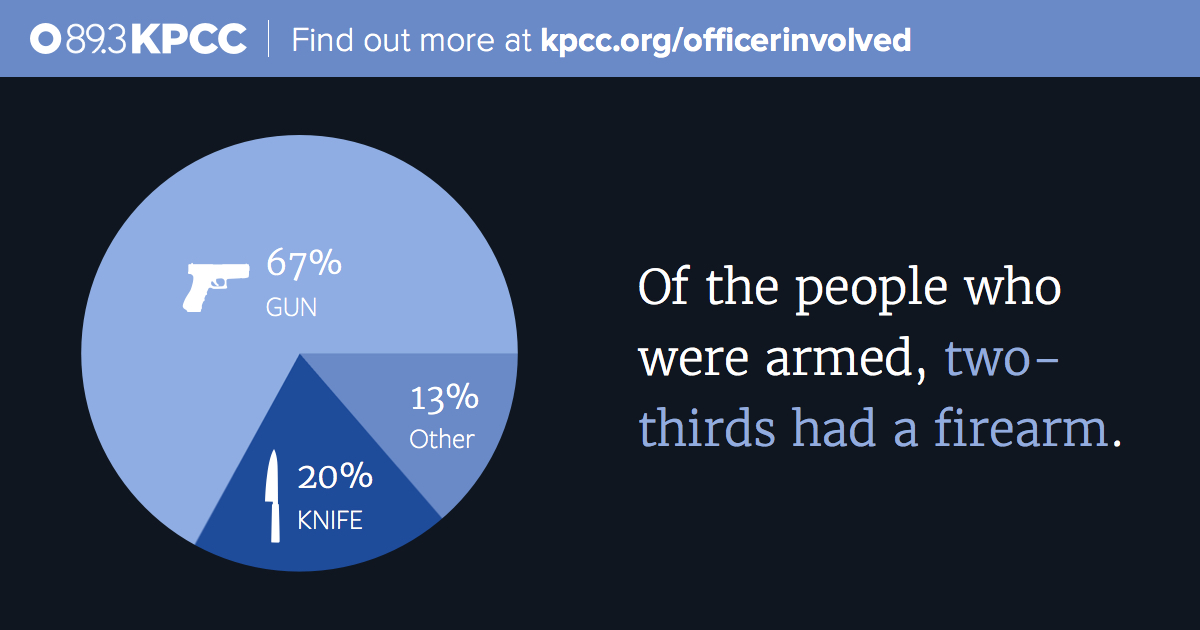 89.3 KPCC Find out more at kpcc.org/officerinvolved
67%
GUN
13%
Other
20%
KNIFE
Of the people who
were armed, two–
thirds had a firearm.